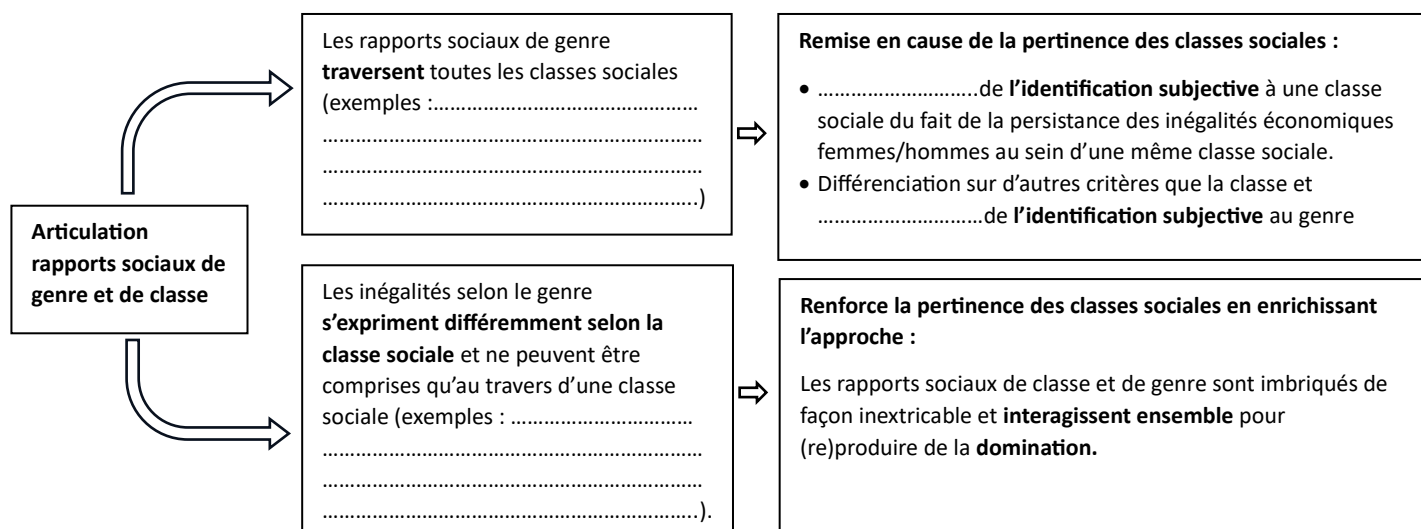 Articulation
rapports sociaux de
genre et de classe
Les rapports sociaux de genre
traversent toutes les classes sociales
(exemples :…………………………………………
……………………………………………………………
……………………………………………………………
…………………………………………………………..)
Remise en cause de la pertinence des classes sociales :
• ………………………..de l’identification subjective à une classe
sociale du fait de la persistance des inégalités économiques
femmes/hommes au sein d’une même classe sociale.
• Différenciation sur d’autres critères que la classe et
…………………………de l’identification subjective au genre
Les inégalités selon le genre
s’expriment différemment selon la
classe sociale et ne peuvent être
comprises qu’au travers d’une classe
sociale (exemples : ……………………………
……………………………………………………………
……………………………………………………………
…………………………………………………………..).
Renforce la pertinence des classes sociales en enrichissant
l’approche :
Les rapports sociaux de classe et de genre sont imbriqués de
façon inextricable et interagissent ensemble pour
(re)produire de la domination.